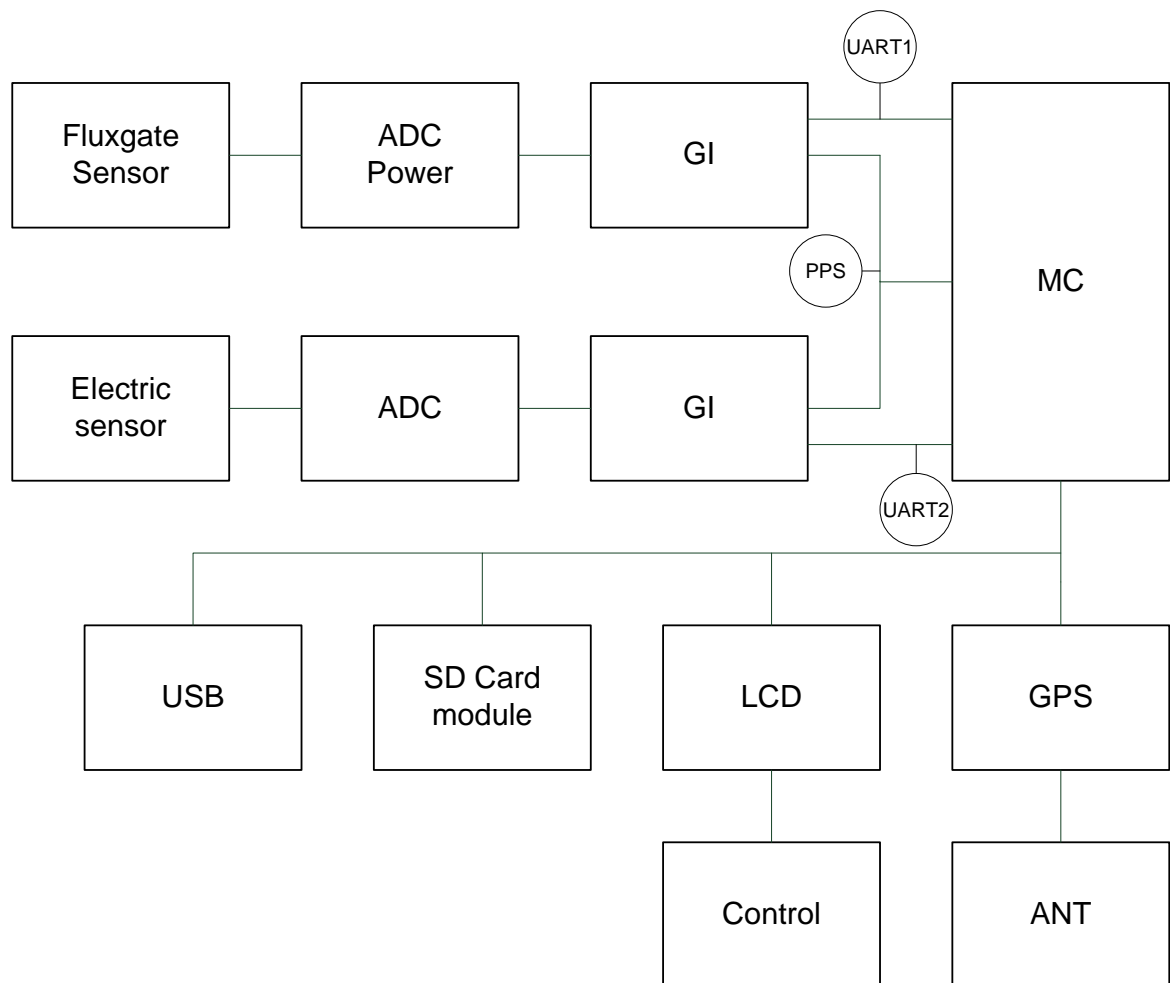 UART1
Fluxgate
Sensor
ADC
Power
GI
MC
PPS
Electric
sensor
ADC
GI
UART2
USB
SD Card
module
LCD
GPS
Control
ANT